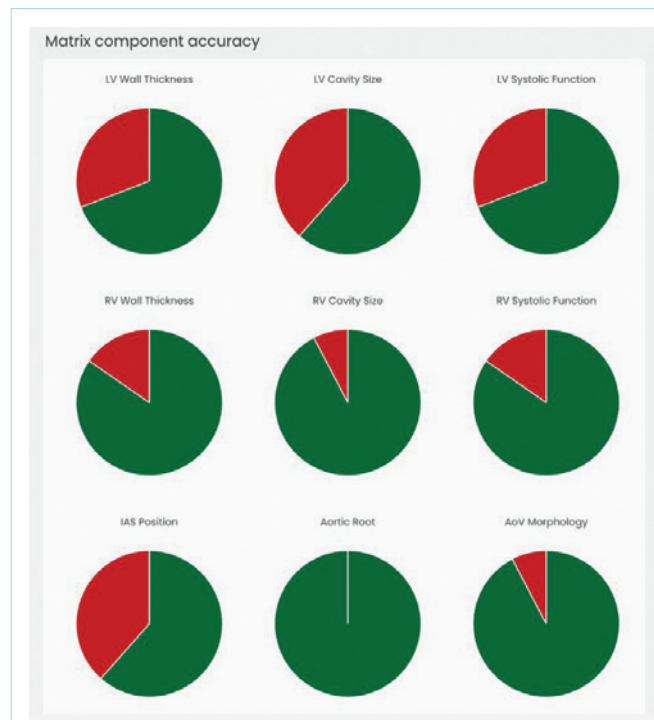 Matrix component accuracy
LV Wall Thickness
LV Cavity Size
LV Systolic Function
RV Wall Thickness
RV Cavity Size
RV Systolic Function
IAS Position
Aortic Root
AoV Morphology